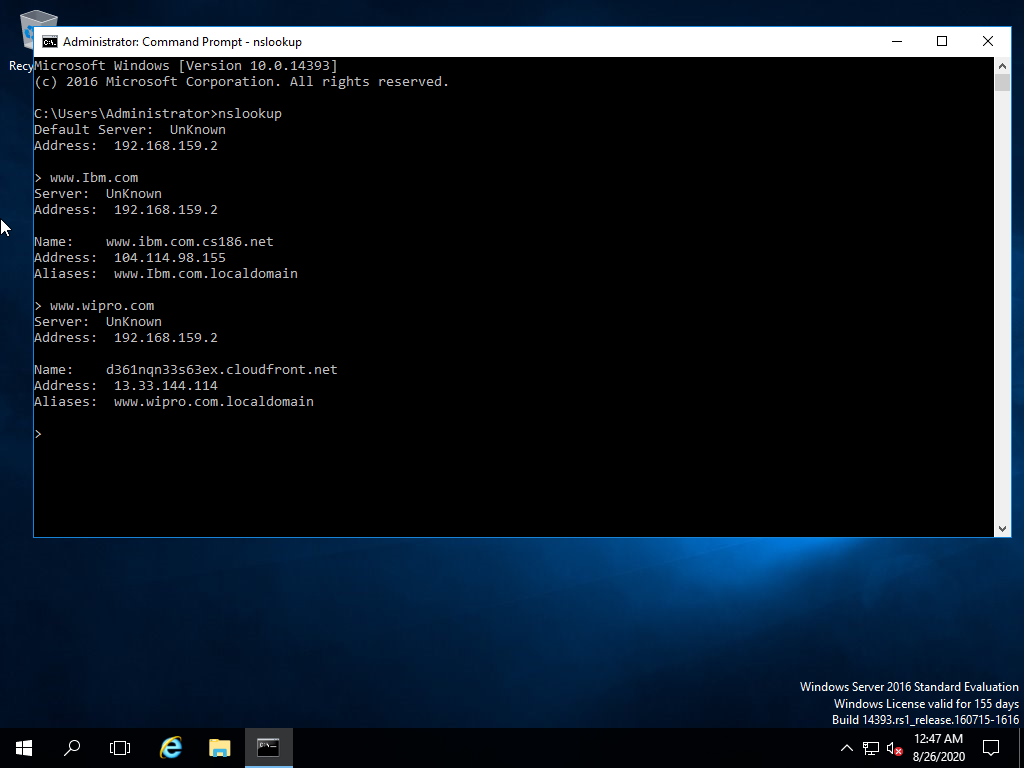 Recy
Administrator: Command Prompt - nslookup
Microsoft Windows [Version 10.0.14393]
(c) 2016 Microsoft Corporation. All rights reserved.
C:\Users\Administrator>nslookup
Default Server:  UnKnown
Address:  192.168.159.2
> www.Ibm.com
Server:  UnKnown
Address:  192.168.159.2
Name:    www.ibm.com.cs186.net
Address:  104.114.98.155
Aliases:  www.Ibm.com.localdomain
> www.wipro.com
Server:  UnKnown
Address:  192.168.159.2
Name:    d361nqn33s63ex.cloudfront.net
Address:  13.33.144.114
Aliases:  www.wipro.com.localdomain
>
Windows Server 2016 Standard Evaluation
Windows License valid for 155 days
Build 14393.rs1_release.160715-1616
12:47 AM
8/26/2020